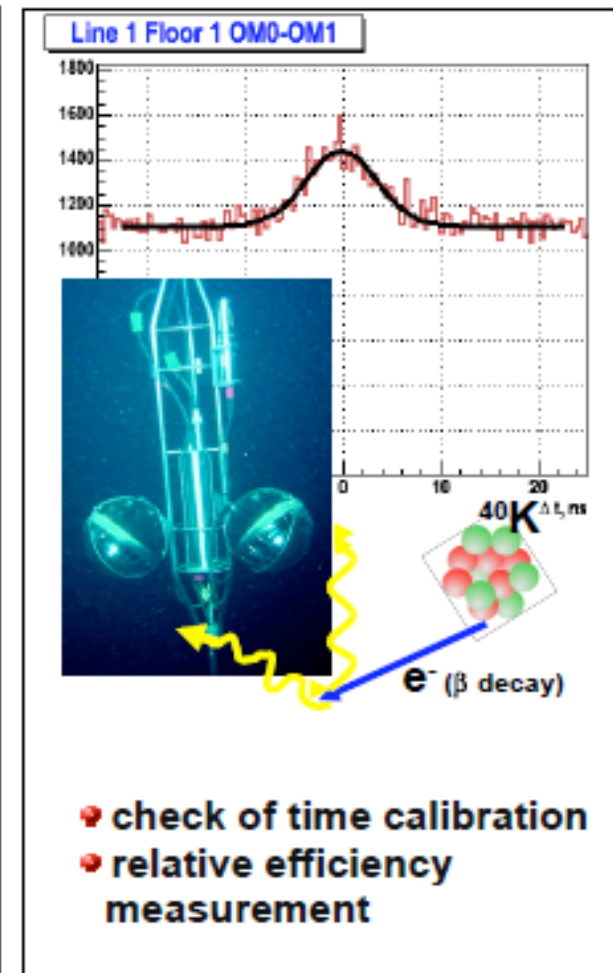 Line 1 Floor 1 OM0-OM1
1800
1600
1400
1200
1000
0 10 20
40K Δ t, ns
e- (β decay)
check of time calibration
relative efficiency
measurement